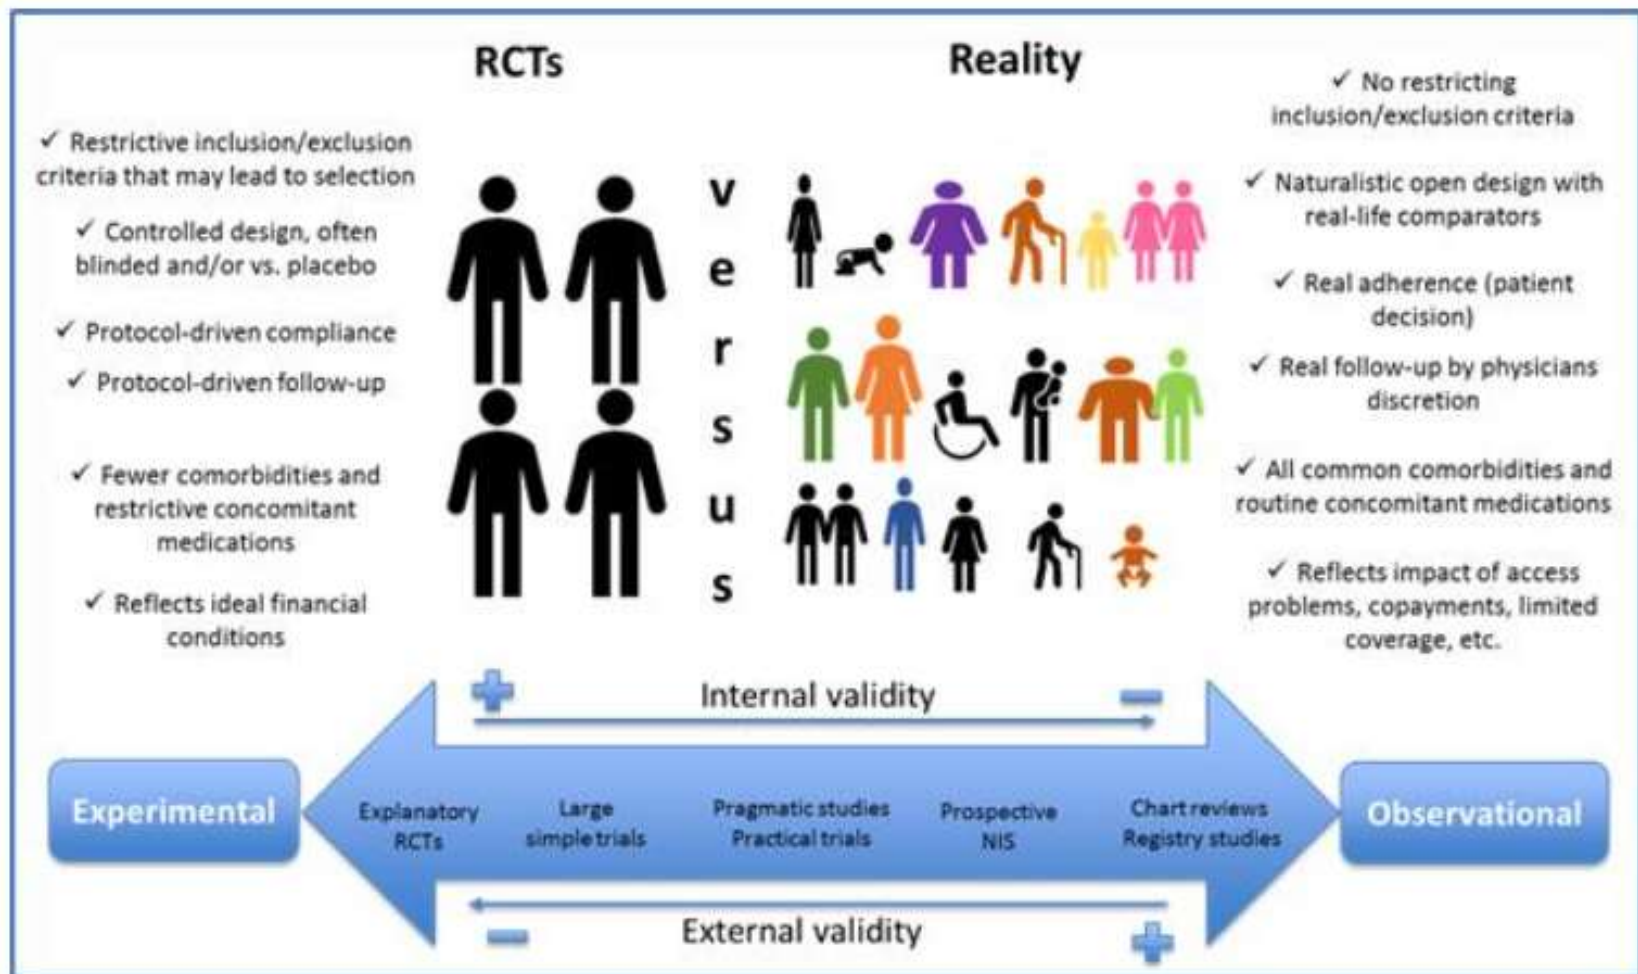 RCTs
Reality
✓ Restrictive inclusion/exclusion
criteria that may lead to selection
✓ Controlled design, often
blinded and/or vs. placebo
✓ Protocol-driven compliance
✓ Protocol-driven follow-up
✓ Fewer comorbidities and
restrictive concomitant
medications
✓ Reflects ideal financial
conditions
v
e
r
s
u
s
✓ No restricting
inclusion/exclusion criteria
✓ Naturalistic open design with
real-life comparators
✓ Real adherence (patient
decision)
✓ Real follow-up by physicians
discretion
✓ All common comorbidities and
routine concomitant medications
✓ Reflects impact of access
problems, copayments, limited
coverage, etc.
+ Internal validity −
Experimental
Explanatory
RCTs
Large
simple trials
Pragmatic studies
Practical trials
Prospective
NIS
Chart reviews
Registry studies
Observational
− External validity +